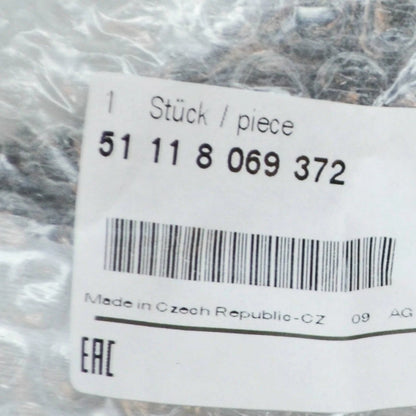 1 Stück / piece
51 11 8 069 372
Made in Czech Republic-CZ 09 AG
EAC